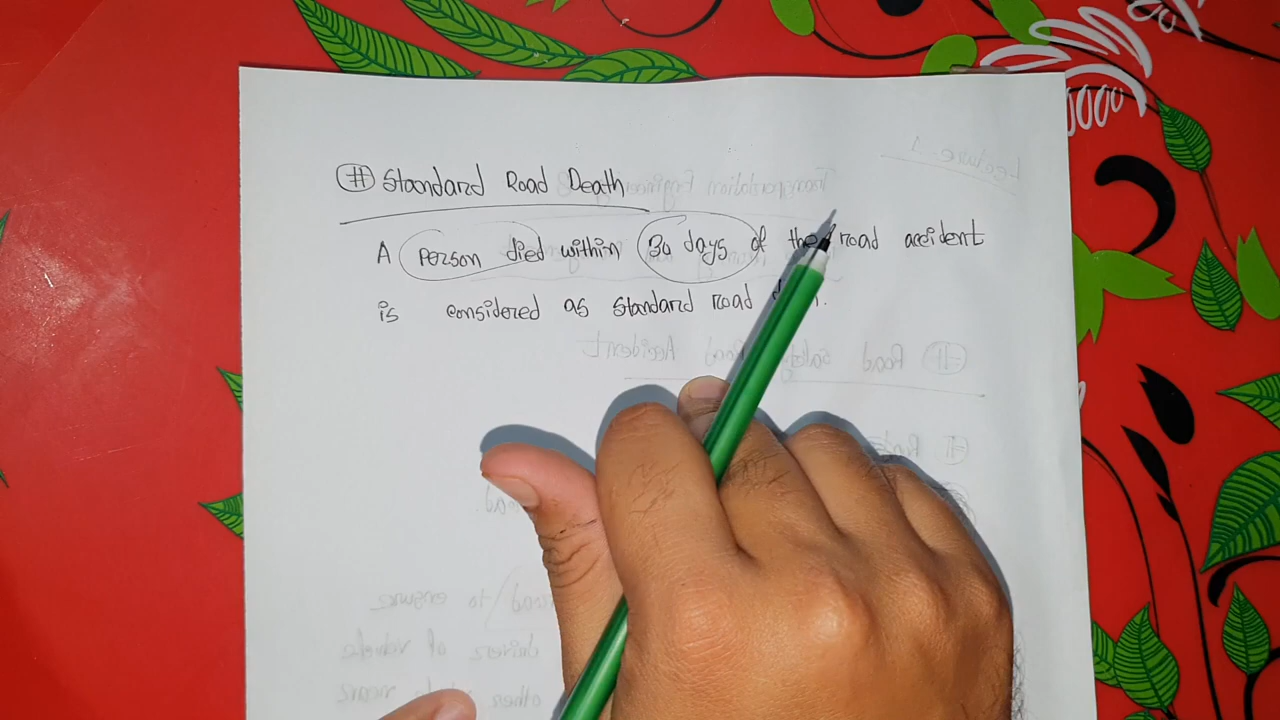 # Standard Road Death
A Person died within 30 days of the road accident
is considered as standard road